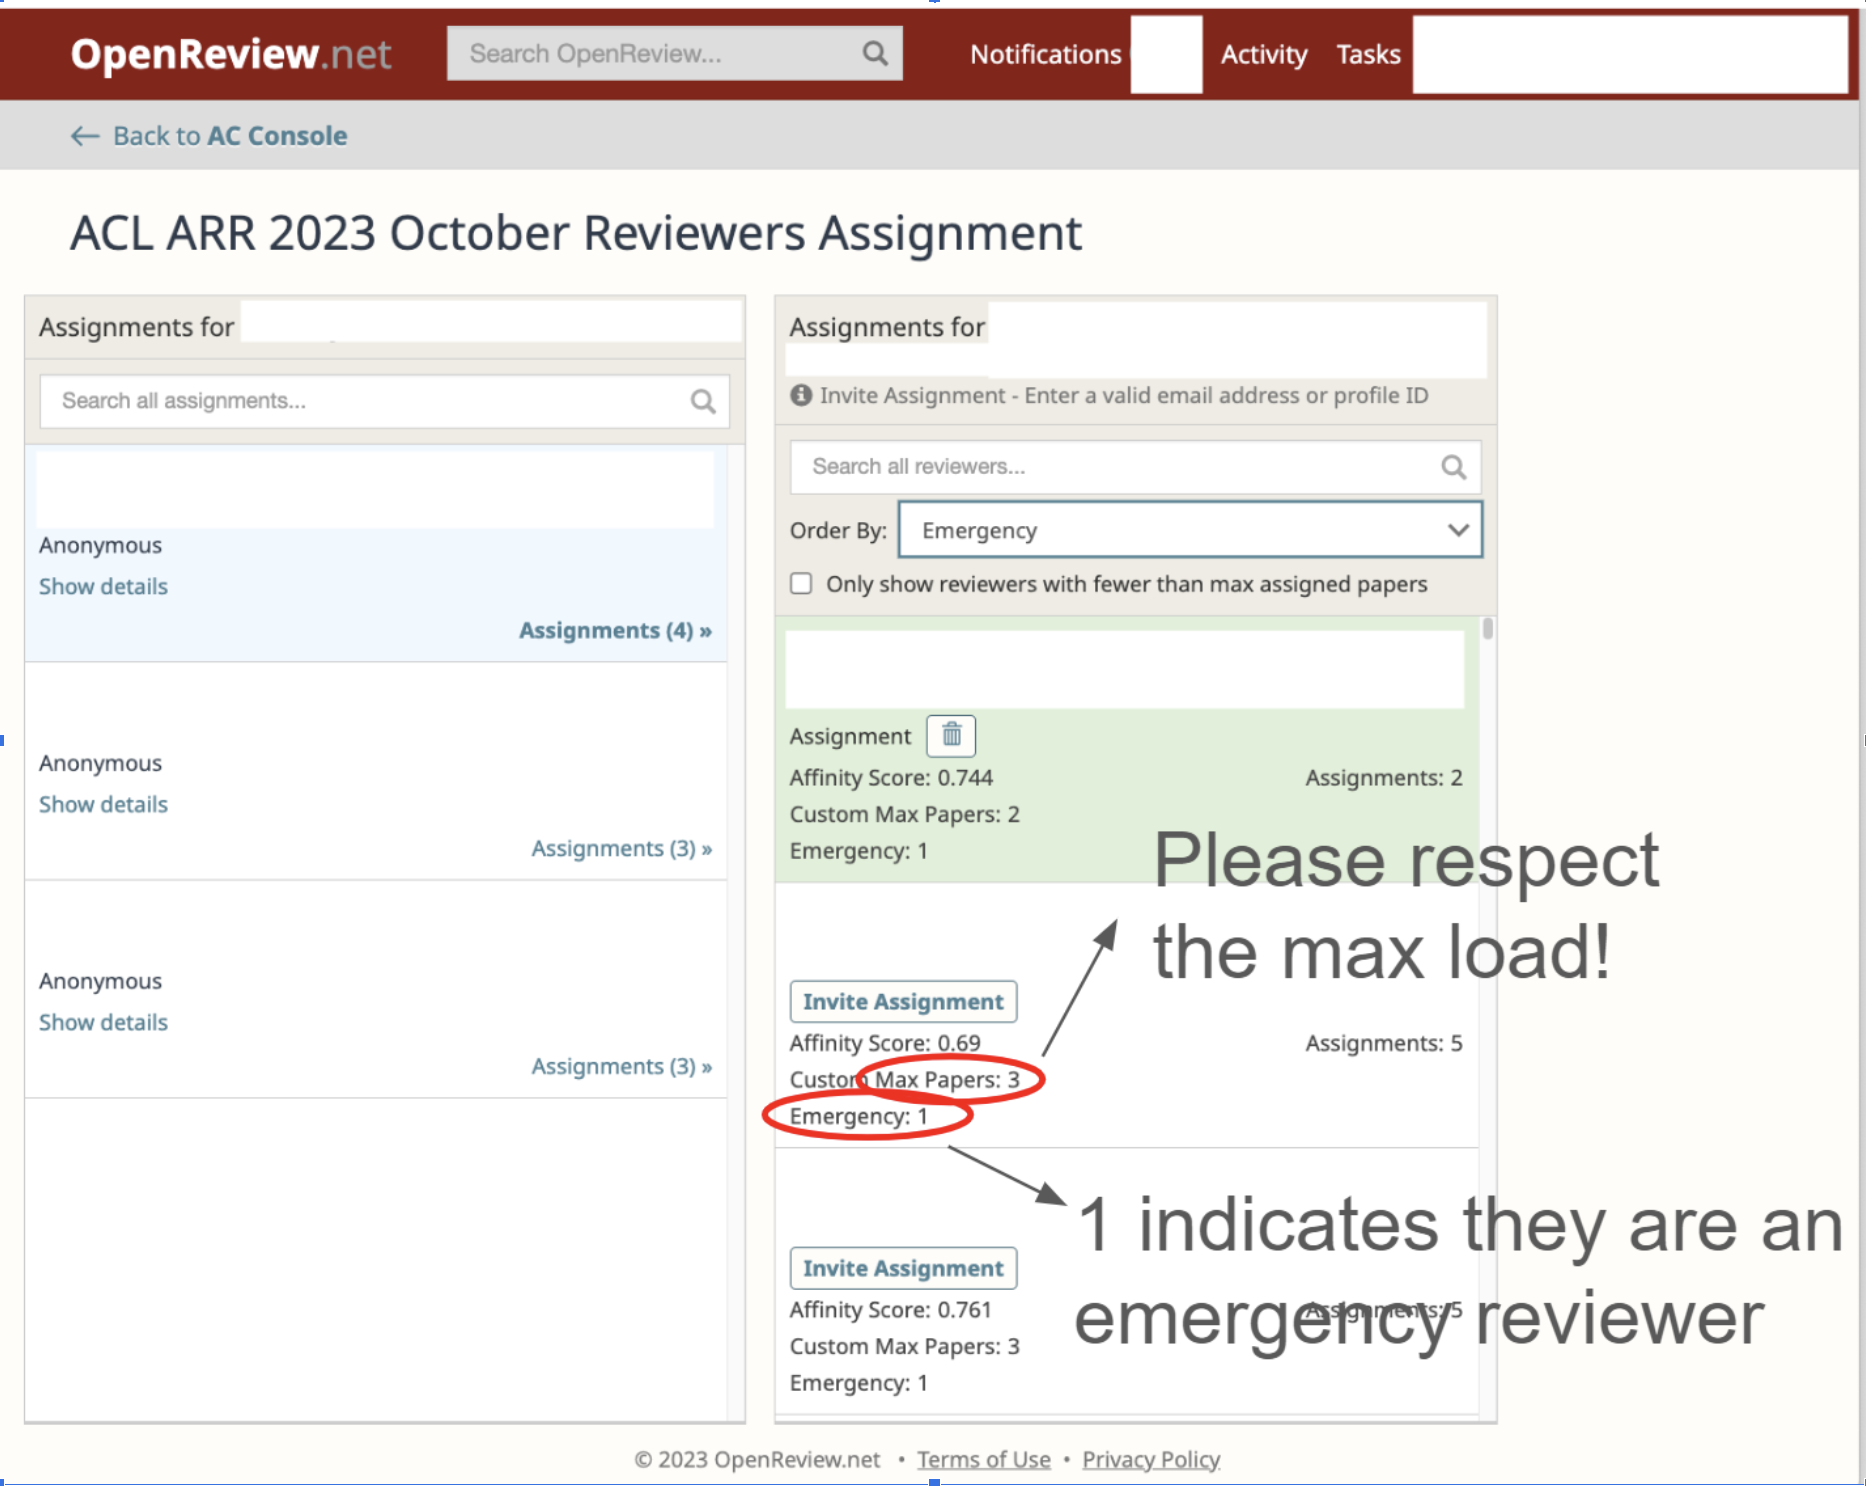 OpenReview.net
Search OpenReview...
Notifications
Activity
Tasks
← Back to AC Console
ACL ARR 2023 October Reviewers Assignment
Assignments for
Search all assignments...
Anonymous
Show details
Assignments (4) »
Anonymous
Show details
Assignments (3) »
Anonymous
Show details
Assignments (3) »
Assignments for
Invite Assignment - Enter a valid email address or profile ID
Search all reviewers...
Order By: Emergency
Only show reviewers with fewer than max assigned papers
Assignment
Affinity Score: 0.744 Assignments: 2
Custom Max Papers: 2
Emergency: 1
Please respect
the max load!
Invite Assignment
Affinity Score: 0.69 Assignments: 5
Custom Max Papers: 3
Emergency: 1
1 indicates they are an
emergency reviewer
Invite Assignment
Affinity Score: 0.761 Assignments: 5
Custom Max Papers: 3
Emergency: 1
© 2023 OpenReview.net • Terms of Use • Privacy Policy